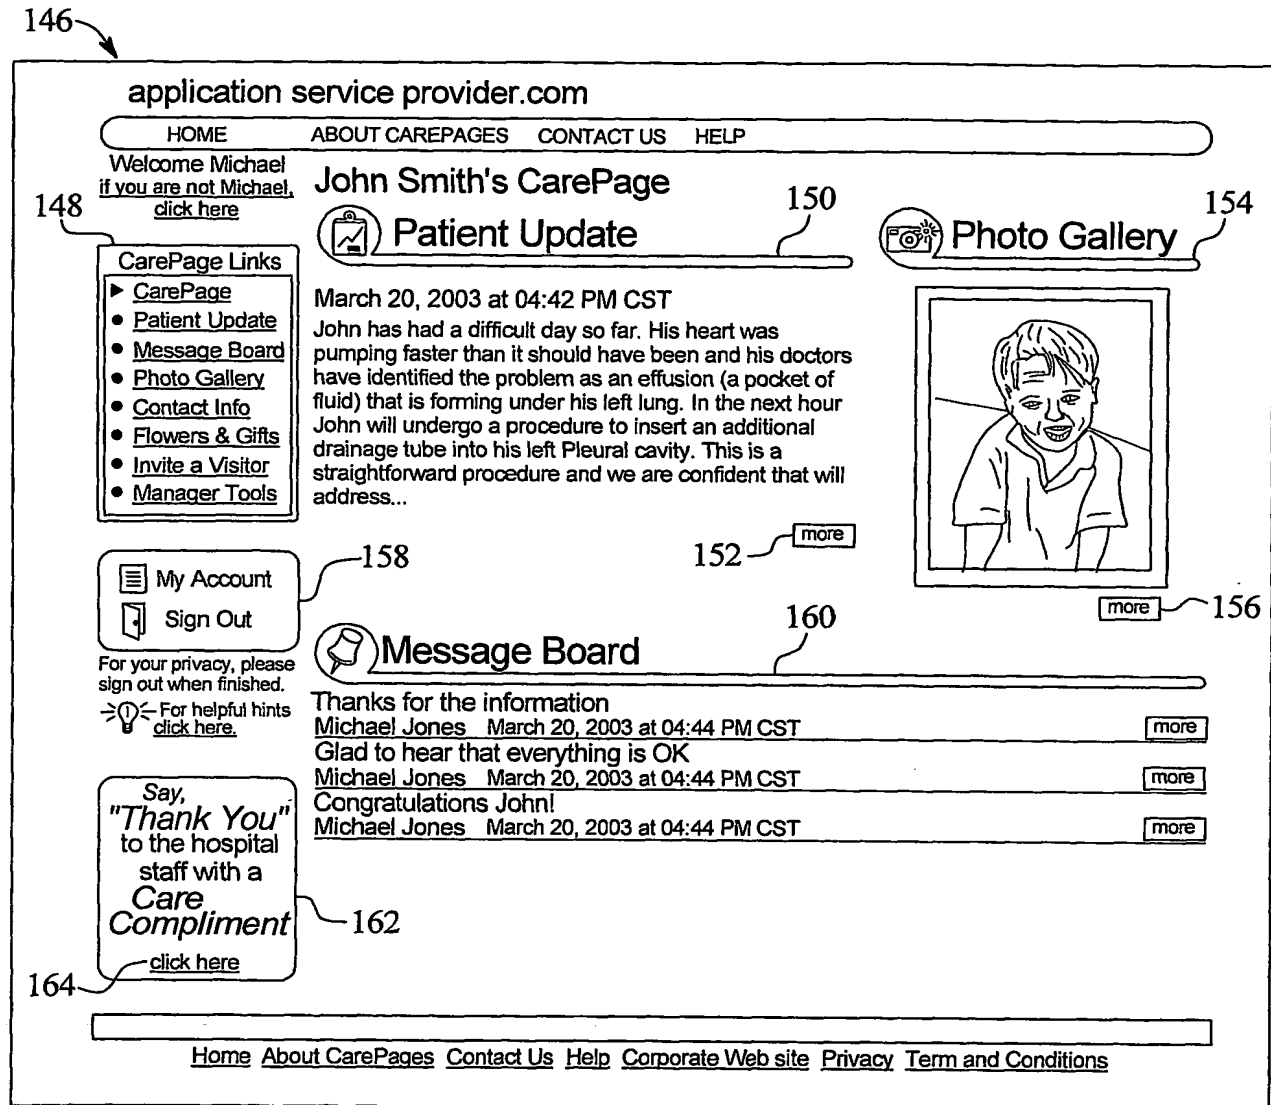 146
application service provider.com
HOME ABOUT CAREPAGES CONTACT US HELP
Welcome Michael
if you are not Michael,
click here
148
CarePage Links
CarePage
Patient Update
Message Board
Photo Gallery
Contact Info
Flowers & Gifts
Invite a Visitor
Manager Tools
My Account
Sign Out
158
For your privacy, please
sign out when finished.
For helpful hints
click here.
Say,
"Thank You"
to the hospital
staff with a
Care
Compliment
click here
162
164
John Smith's CarePage
Patient Update
150
March 20, 2003 at 04:42 PM CST
John has had a difficult day so far. His heart was
pumping faster than it should have been and his doctors
have identified the problem as an effusion (a pocket of
fluid) that is forming under his left lung. In the next hour
John will undergo a procedure to insert an additional
drainage tube into his left Pleural cavity. This is a
straightforward procedure and we are confident that will
address...
more
152
Photo Gallery
154
more
156
Message Board
160
Thanks for the information
Michael Jones March 20, 2003 at 04:44 PM CST more
Glad to hear that everything is OK
Michael Jones March 20, 2003 at 04:44 PM CST more
Congratulations John!
Michael Jones March 20, 2003 at 04:44 PM CST more
Home About CarePages Contact Us Help Corporate Web site Privacy Term and Conditions